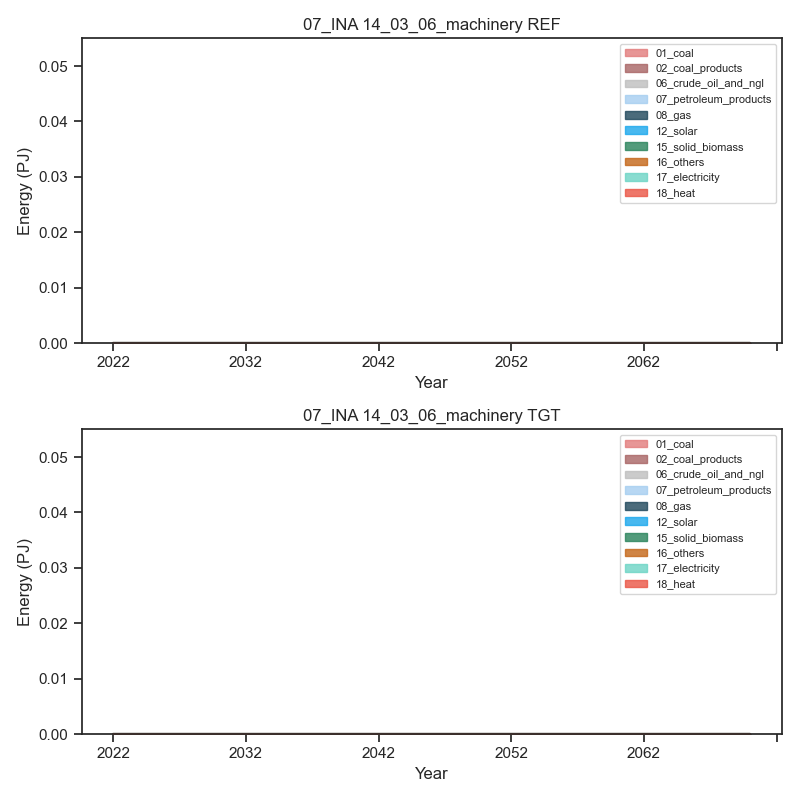 07_INA 14_03_06_machinery REF
0.05
0.04
0.03
0.02
0.01
0.00
Energy (PJ)
01_coal
02_coal_products
06_crude_oil_and_ngl
07_petroleum_products
08_gas
12_solar
15_solid_biomass
16_others
17_electricity
18_heat
2022 2032 2042 2052 2062
Year
07_INA 14_03_06_machinery TGT
0.05
0.04
0.03
0.02
0.01
0.00
Energy (PJ)
01_coal
02_coal_products
06_crude_oil_and_ngl
07_petroleum_products
08_gas
12_solar
15_solid_biomass
16_others
17_electricity
18_heat
2022 2032 2042 2052 2062
Year